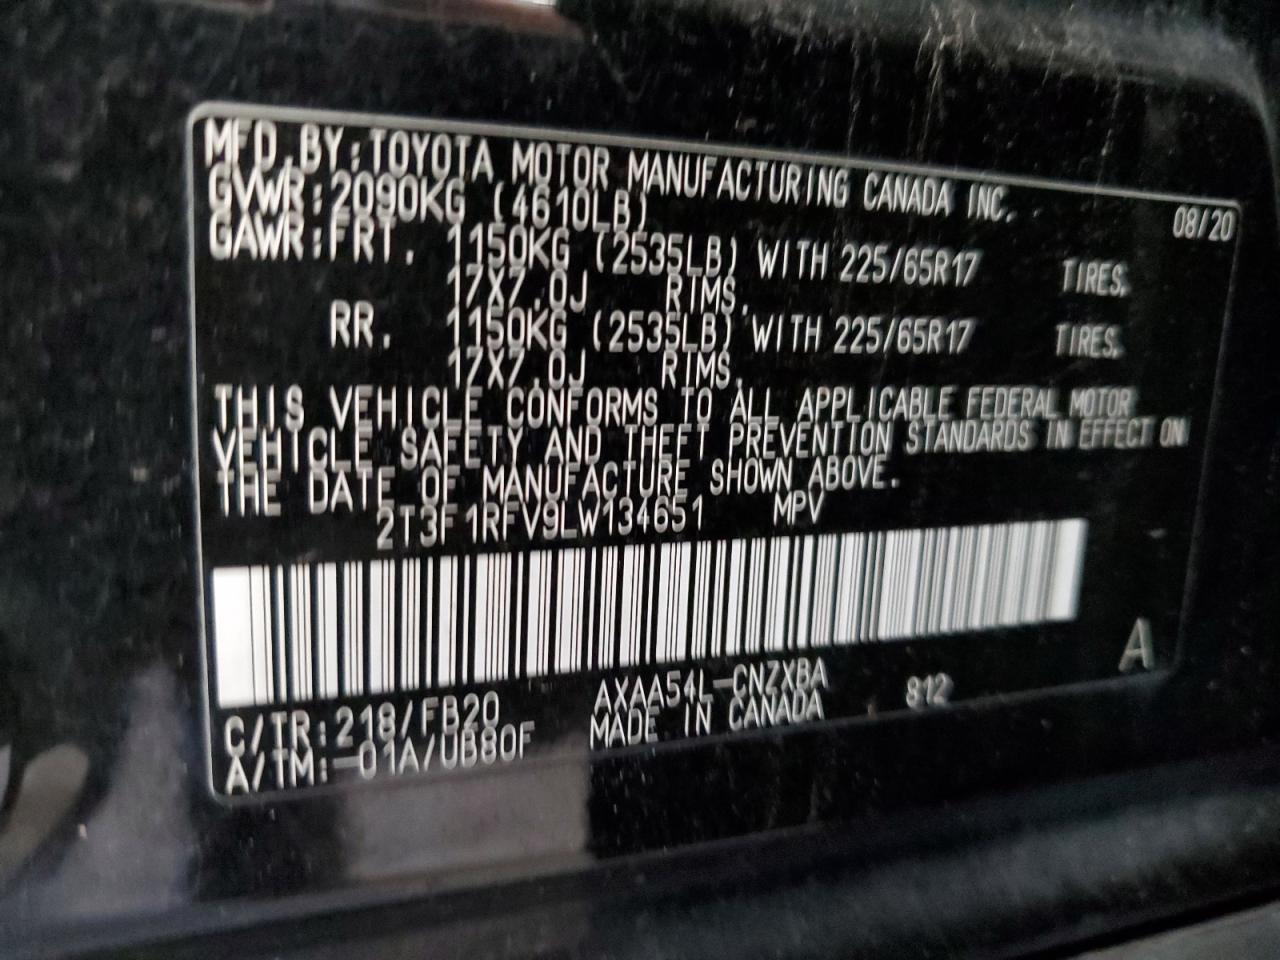 MFD.BY:TOYOTA MOTOR MANUFACTURING CANADA INC. 08/20
GVWR:2090KG (4610LB)
GAWR:FRT. 1150KG (2535LB) WITH 225/65R17 TIRES.
17X7.0J RIMS.
RR. 1150KG (2535LB) WITH 225/65R17 TIRES.
17X7.0J RIMS.
THIS VEHICLE CONFORMS TO ALL APPLICABLE FEDERAL MOTOR
VEHICLE SAFETY AND THEFT PREVENTION STANDARDS IN EFFECT ON
THE DATE OF MANUFACTURE SHOWN ABOVE.
2T3F1RFV9LW134651 MPV
A
C/TR:218/FB20 AXAA54L-CNZXBA 812
A/TM:-01A/UB80F MADE IN CANADA